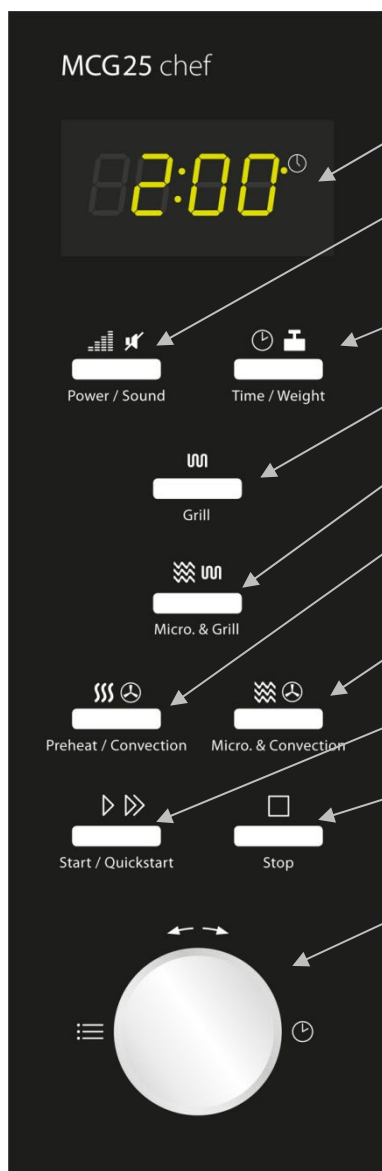 MCG25 chef
2:00
Power / Sound
Time / Weight
Grill
Micro. & Grill
Preheat / Convection
Micro. & Convection
Start / Quickstart
Stop